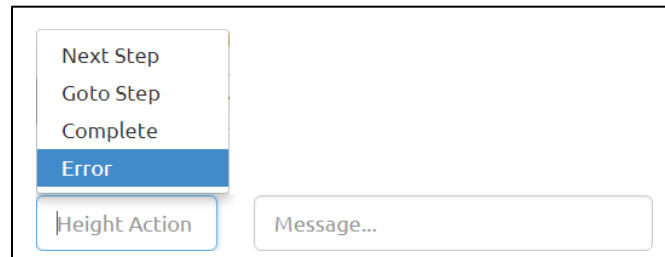 Next Step
Goto Step
Complete
Error
Height Action
Message...